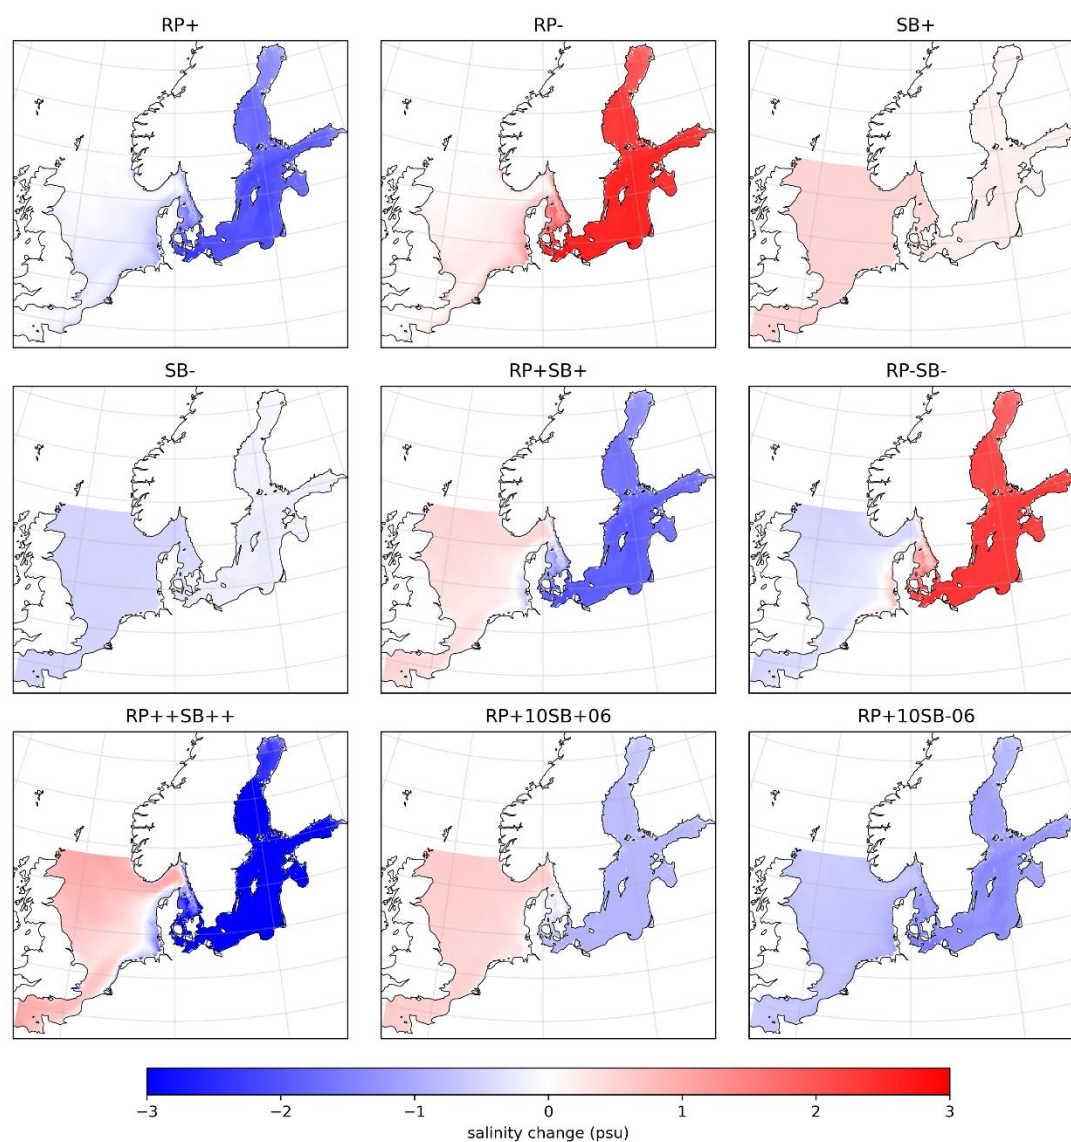 RP+
RP-
SB+
SB-
RP+SB+
RP-SB-
RP++SB++
RP+10SB+06
RP+10SB-06
−3
−2
−1
0
1
2
3
salinity change (psu)